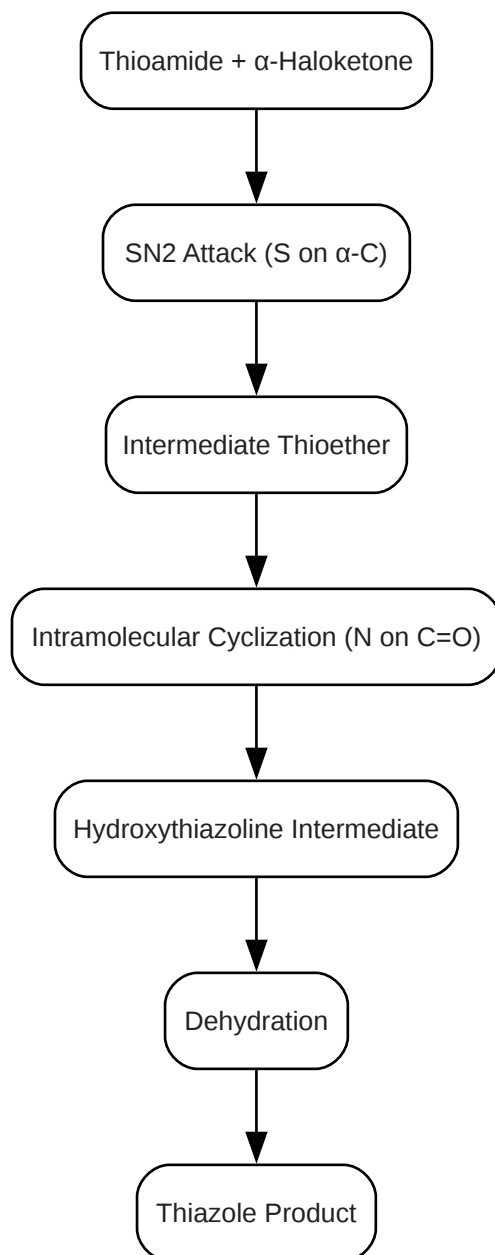 Thioamide + α-Haloketone
SN2 Attack (S on α-C)
Intermediate Thioether
Intramolecular Cyclization (N on C=O)
Hydroxythiazoline Intermediate
Dehydration
Thiazole Product